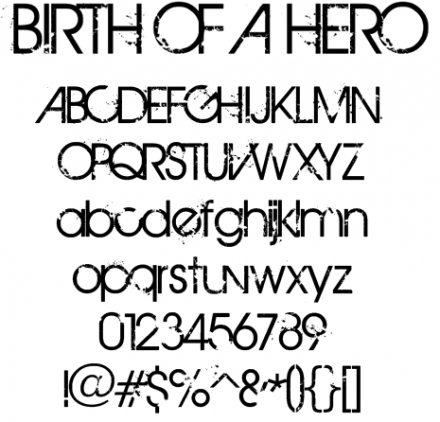 BIRTH OF A HERO
ABCDEFGHIJKLMN
OPQRSTUVWXYZ
abcdefghijklmn
opqrstuvwxyz
0123456789
!@#$%^&*(){}[]